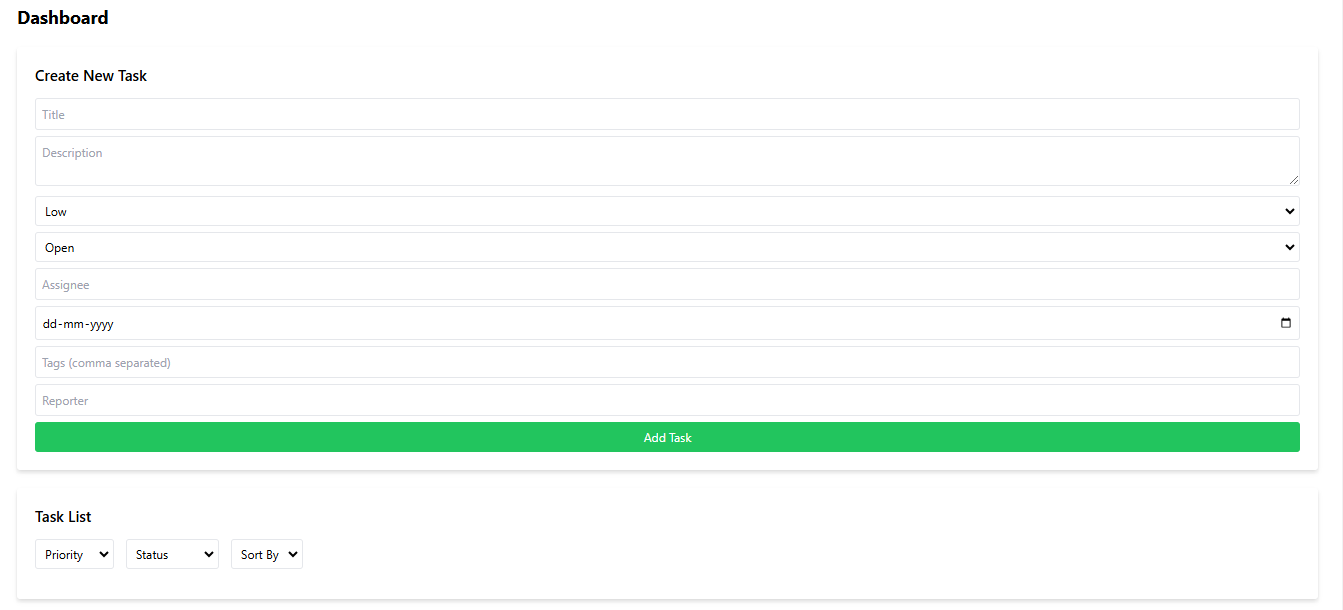 Dashboard
Create New Task
Title
Description
Low
Open
Assignee
dd-mm-yyyy
Tags (comma separated)
Reporter
Add Task
Task List
Priority Status Sort By